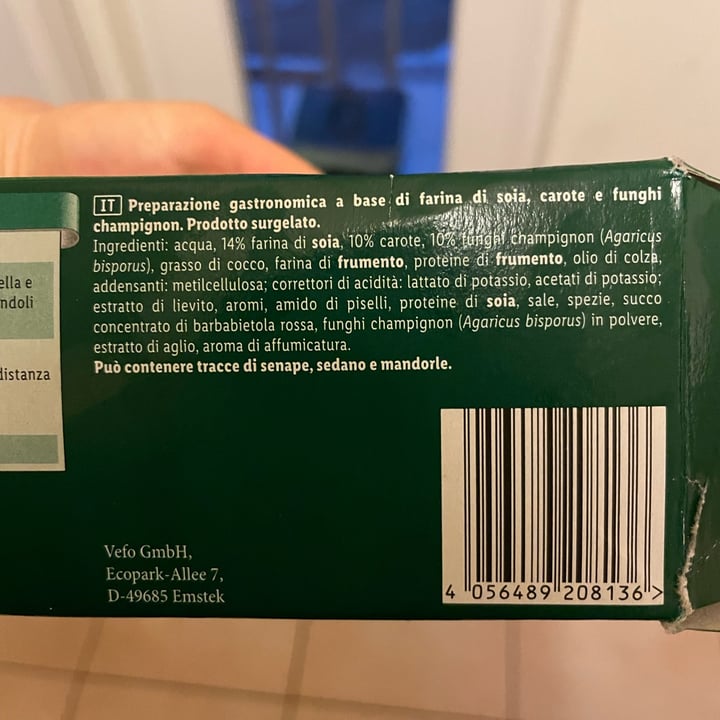 ella e
ndoli
distanza
IT Preparazione gastronomica a base di farina di soia, carote e funghi
champignon. Prodotto surgelato.
Ingredienti: acqua, 14% farina di soia, 10% carote, 10% funghi champignon (Agaricus
bisporus), grasso di cocco, farina di frumento, proteine di frumento, olio di colza,
addensanti: metilcellulosa; correttori di acidità: lattato di potassio, acetati di potassio;
estratto di lievito, aromi, amido di piselli, proteine di soia, sale, spezie, succo
concentrato di barbabietola rossa, funghi champignon (Agaricus bisporus) in polvere,
estratto di aglio, aroma di affumicatura.
Può contenere tracce di senape, sedano e mandorle.
Vefo GmbH,
Ecopark-Allee 7,
D-49685 Emstek
4 056489 208136 >